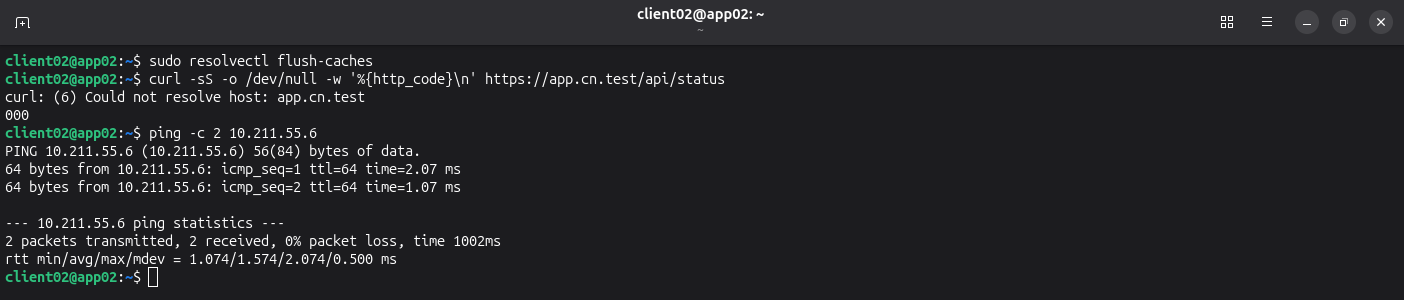 client02@app02: ~
~
client02@app02:~$ sudo resolvectl flush-caches
client02@app02:~$ curl -sS -o /dev/null -w '%{http_code}\n' https://app.cn.test/api/status
curl: (6) Could not resolve host: app.cn.test
000
client02@app02:~$ ping -c 2 10.211.55.6
PING 10.211.55.6 (10.211.55.6) 56(84) bytes of data.
64 bytes from 10.211.55.6: icmp_seq=1 ttl=64 time=2.07 ms
64 bytes from 10.211.55.6: icmp_seq=2 ttl=64 time=1.07 ms

--- 10.211.55.6 ping statistics ---
2 packets transmitted, 2 received, 0% packet loss, time 1002ms
rtt min/avg/max/mdev = 1.074/1.574/2.074/0.500 ms
client02@app02:~$